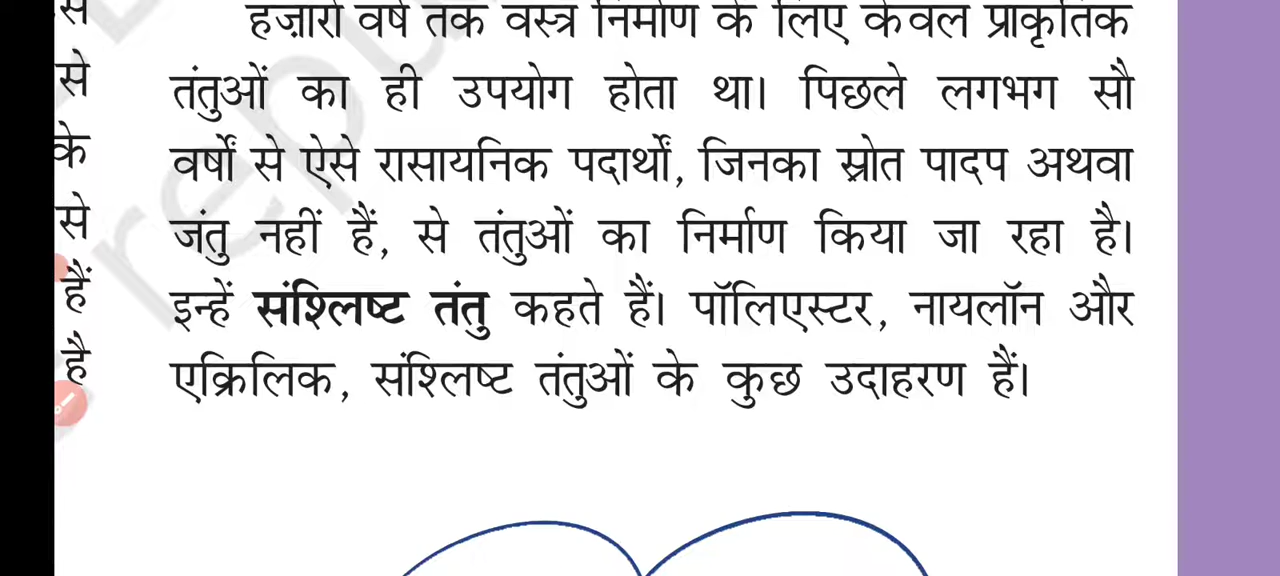 हज़ारों वर्ष तक वस्त्र निर्माण के लिए केवल प्राकृतिक
तंतुओं का ही उपयोग होता था। पिछले लगभग सौ
वर्षों से ऐसे रासायनिक पदार्थों, जिनका स्रोत पादप अथवा
जंतु नहीं हैं, से तंतुओं का निर्माण किया जा रहा है।
इन्हें संश्लिष्ट तंतु कहते हैं। पॉलिएस्टर, नायलॉन और
एक्रिलिक, संश्लिष्ट तंतुओं के कुछ उदाहरण हैं।
से
के
से
हैं
है